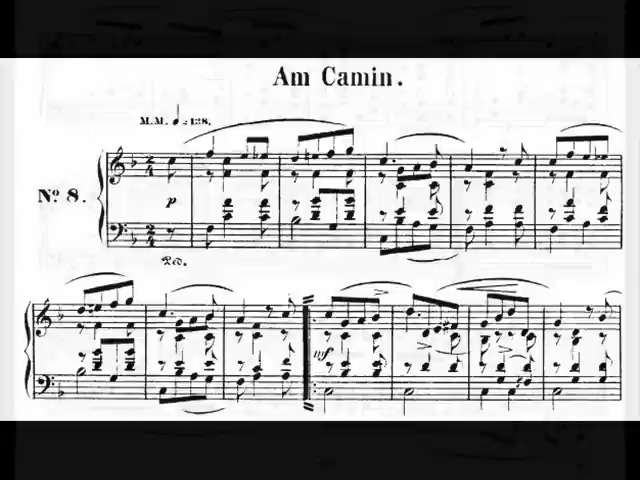 Am Camin.
M.M. ♩=138.
Nº 8.
p
Ped.
mf